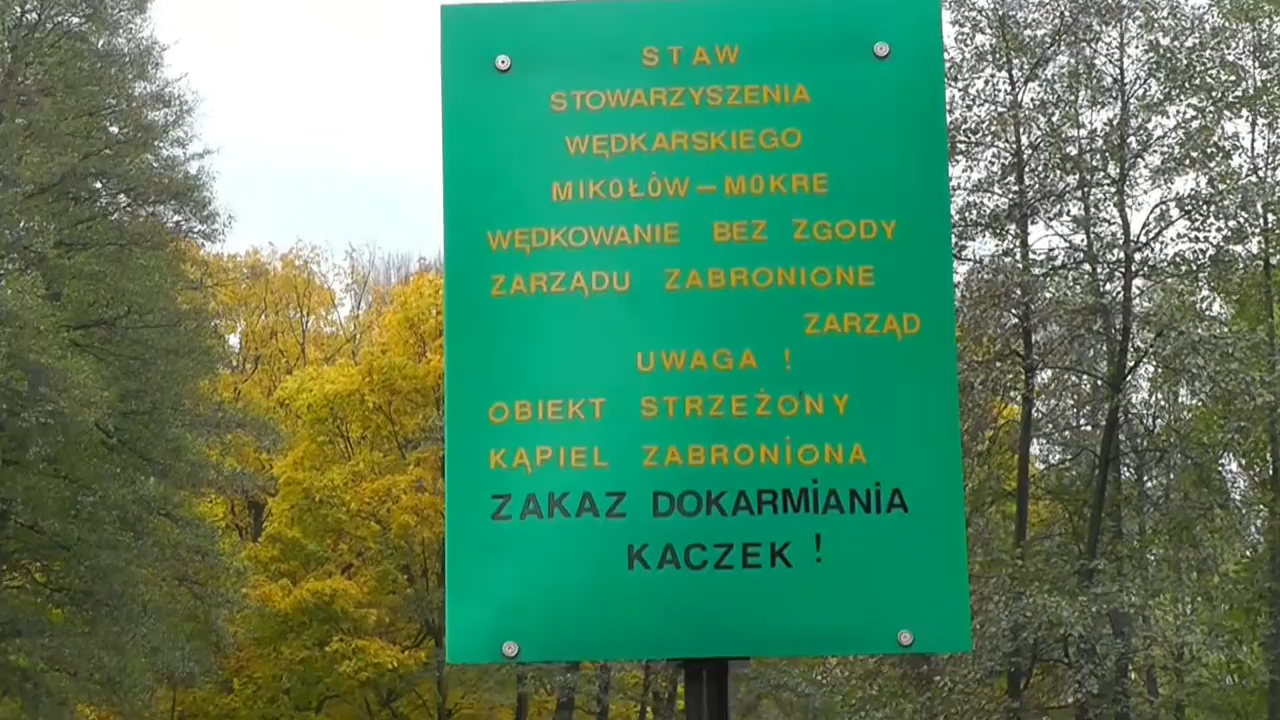 STAW
STOWARZYSZENIA
WĘDKARSKIEGO
MIKOŁÓW – MOKRE
WĘDKOWANIE BEZ ZGODY
ZARZĄDU ZABRONIONE
ZARZĄD
UWAGA !
OBIEKT STRZEŻONY
KĄPIEL ZABRONIONA
ZAKAZ DOKARMIANIA
KACZEK !